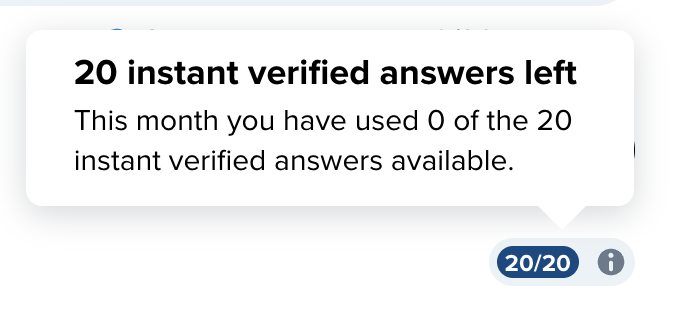 20 instant verified answers left
This month you have used 0 of the 20
instant verified answers available.
20/20